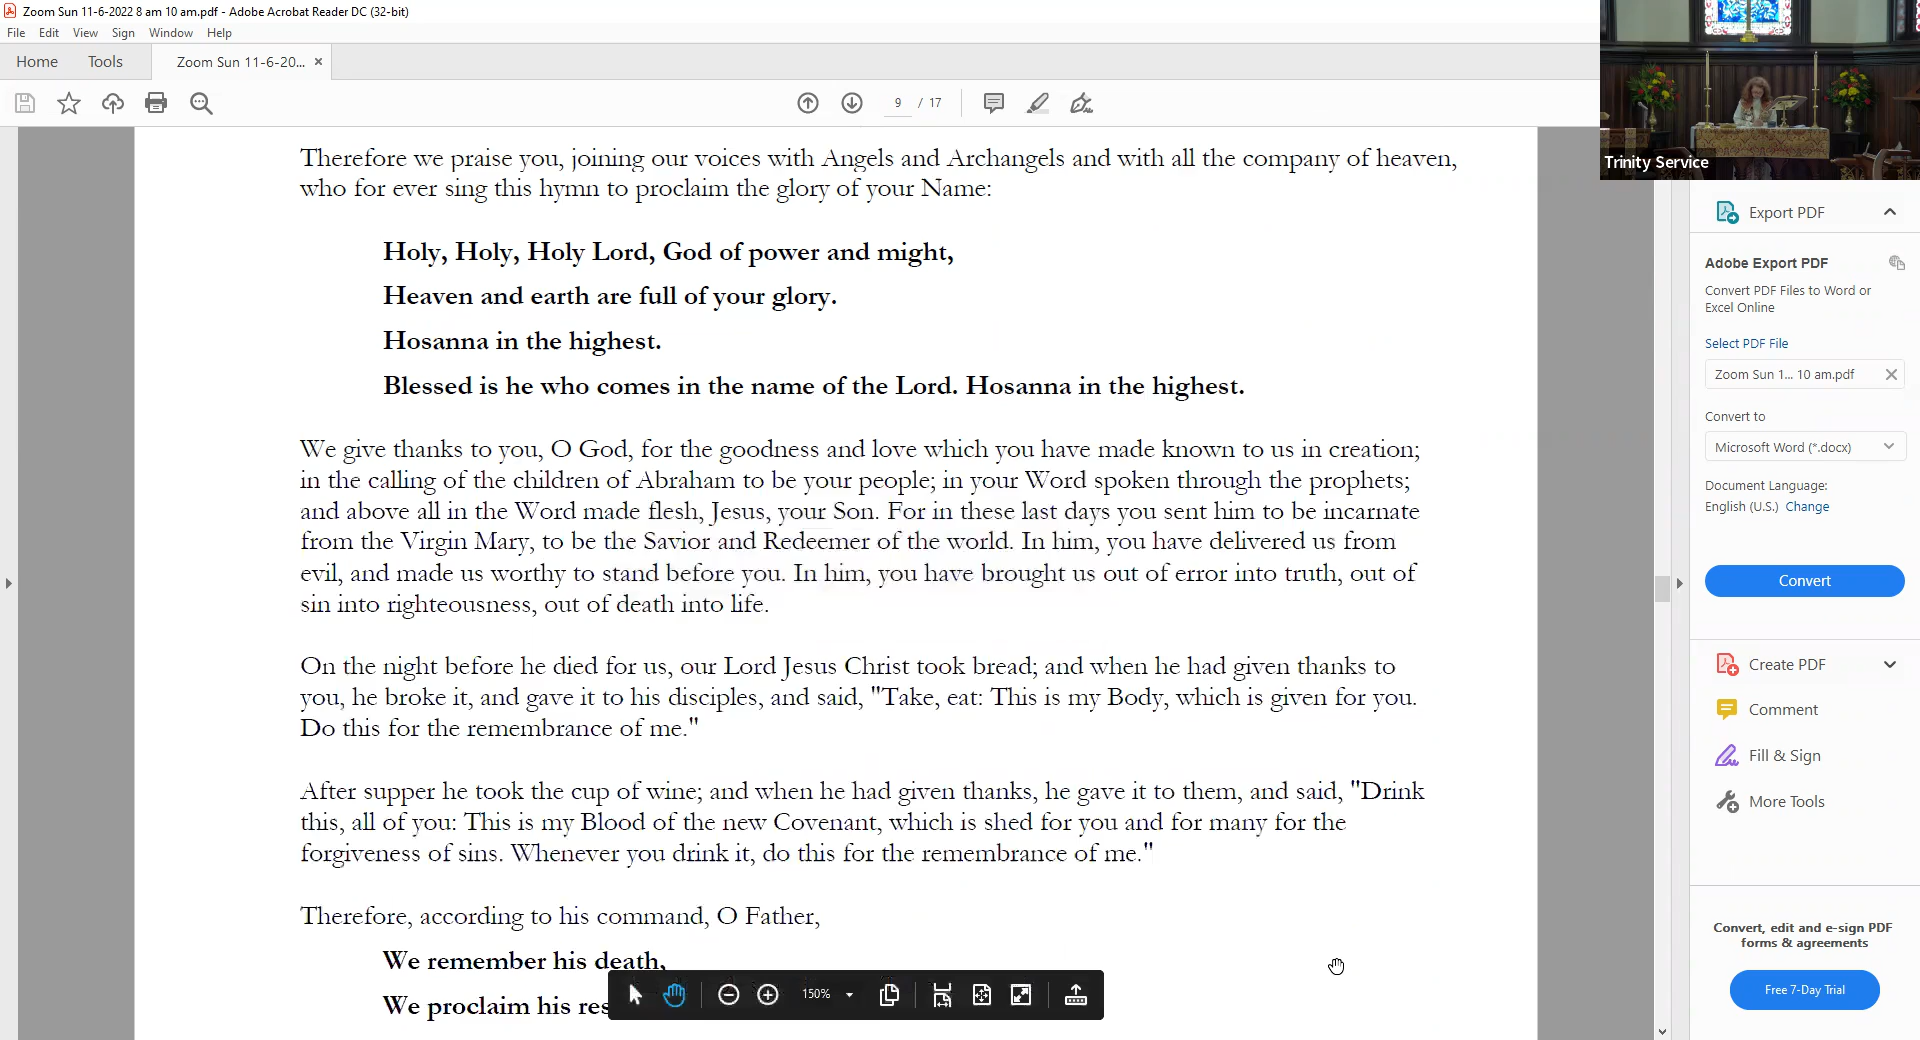 Zoom Sun 11-6-2022 8 am 10 am.pdf - Adobe Acrobat Reader DC (32-bit)
File Edit View Sign Window Help
Home Tools Zoom Sun 11-6-20... ×
9 / 17
Trinity Service
Therefore we praise you, joining our voices with Angels and Archangels and with all the company of heaven,
who for ever sing this hymn to proclaim the glory of your Name:
Holy, Holy, Holy Lord, God of power and might,
Heaven and earth are full of your glory.
Hosanna in the highest.
Blessed is he who comes in the name of the Lord. Hosanna in the highest.
We give thanks to you, O God, for the goodness and love which you have made known to us in creation;
in the calling of the children of Abraham to be your people; in your Word spoken through the prophets;
and above all in the Word made flesh, Jesus, your Son. For in these last days you sent him to be incarnate
from the Virgin Mary, to be the Savior and Redeemer of the world. In him, you have delivered us from
evil, and made us worthy to stand before you. In him, you have brought us out of error into truth, out of
sin into righteousness, out of death into life.
On the night before he died for us, our Lord Jesus Christ took bread; and when he had given thanks to
you, he broke it, and gave it to his disciples, and said, "Take, eat: This is my Body, which is given for you.
Do this for the remembrance of me."
After supper he took the cup of wine; and when he had given thanks, he gave it to them, and said, "Drink
this, all of you: This is my Blood of the new Covenant, which is shed for you and for many for the
forgiveness of sins. Whenever you drink it, do this for the remembrance of me."
Therefore, according to his command, O Father,
We remember his death,
We proclaim his res
150%
Export PDF
Adobe Export PDF
Convert PDF Files to Word or
Excel Online
Select PDF File
Zoom Sun 1... 10 am.pdf
Convert to
Microsoft Word (*.docx)
Document Language:
English (U.S.) Change
Convert
Create PDF
Comment
Fill & Sign
More Tools
Convert, edit and e-sign PDF
forms & agreements
Free 7-Day Trial